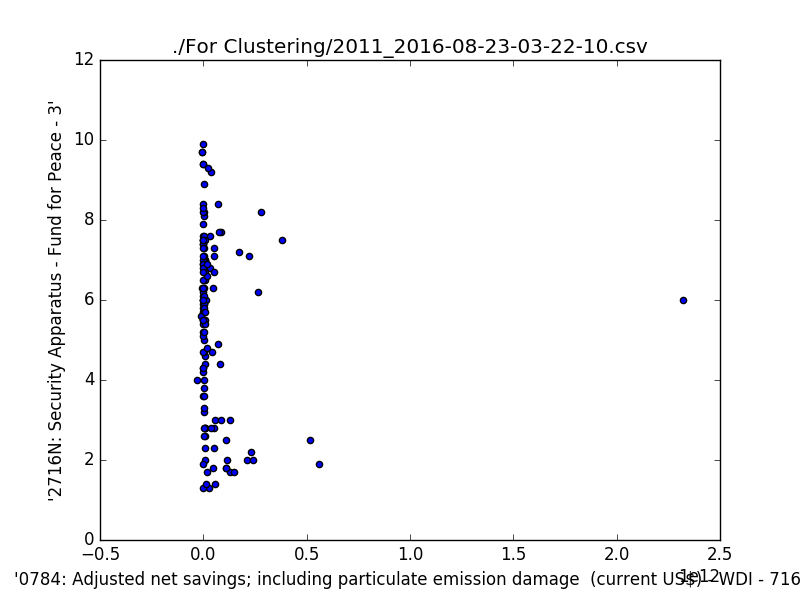 ./For Clustering/2011_2016-08-23-03-22-10.csv
'2716N: Security Apparatus - Fund for Peace - 3'
12
10
8
6
4
2
0
−0.5 0.0 0.5 1.0 1.5 2.0 2.5
1e12
'0784: Adjusted net savings; including particulate emission damage (current US$) - WDI - 716